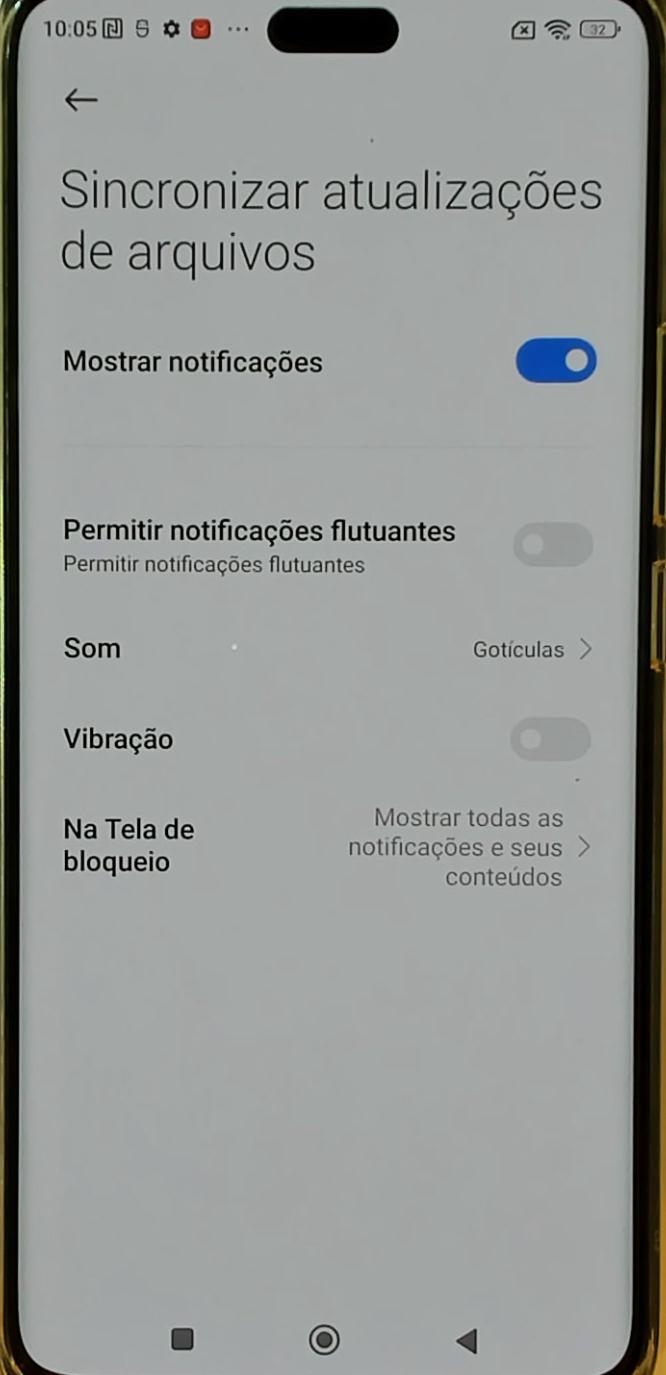 10:05
32
Sincronizar atualizações
de arquivos
Mostrar notificações
Permitir notificações flutuantes
Permitir notificações flutuantes
Som
Gotículas
Vibração
Na Tela de
bloqueio
Mostrar todas as
notificações e seus
conteúdos